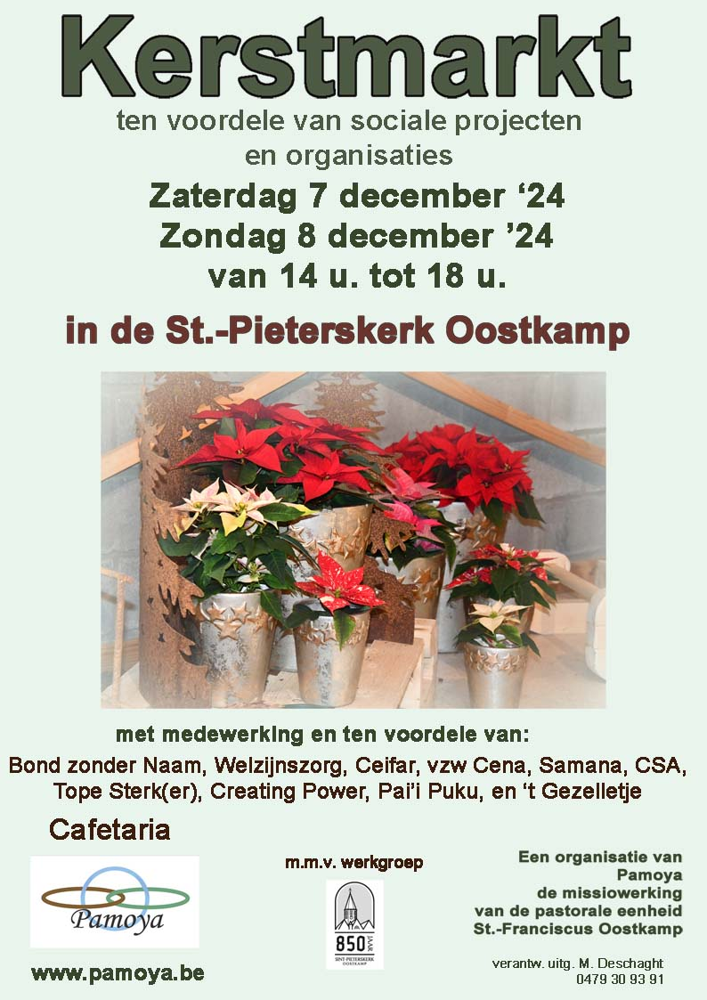 Kerstmarkt
ten voordele van sociale projecten
en organisaties
Zaterdag 7 december ‘24
Zondag 8 december ’24
van 14 u. tot 18 u.
in de St.-Pieterskerk Oostkamp
met medewerking en ten voordele van:
Bond zonder Naam, Welzijnszorg, Ceifar, vzw Cena, Samana, CSA,
Tope Sterk(er), Creating Power, Pai’i Puku, en ‘t Gezelletje
Cafetaria
Pamoya
www.pamoya.be
m.m.v. werkgroep
850 JAAR
SINT-PIETERSKERK
OOSTKAMP
Een organisatie van
Pamoya
de missiowerking
van de pastorale eenheid
St.-Franciscus Oostkamp
verantw. uitg. M. Deschaght
0479 30 93 91